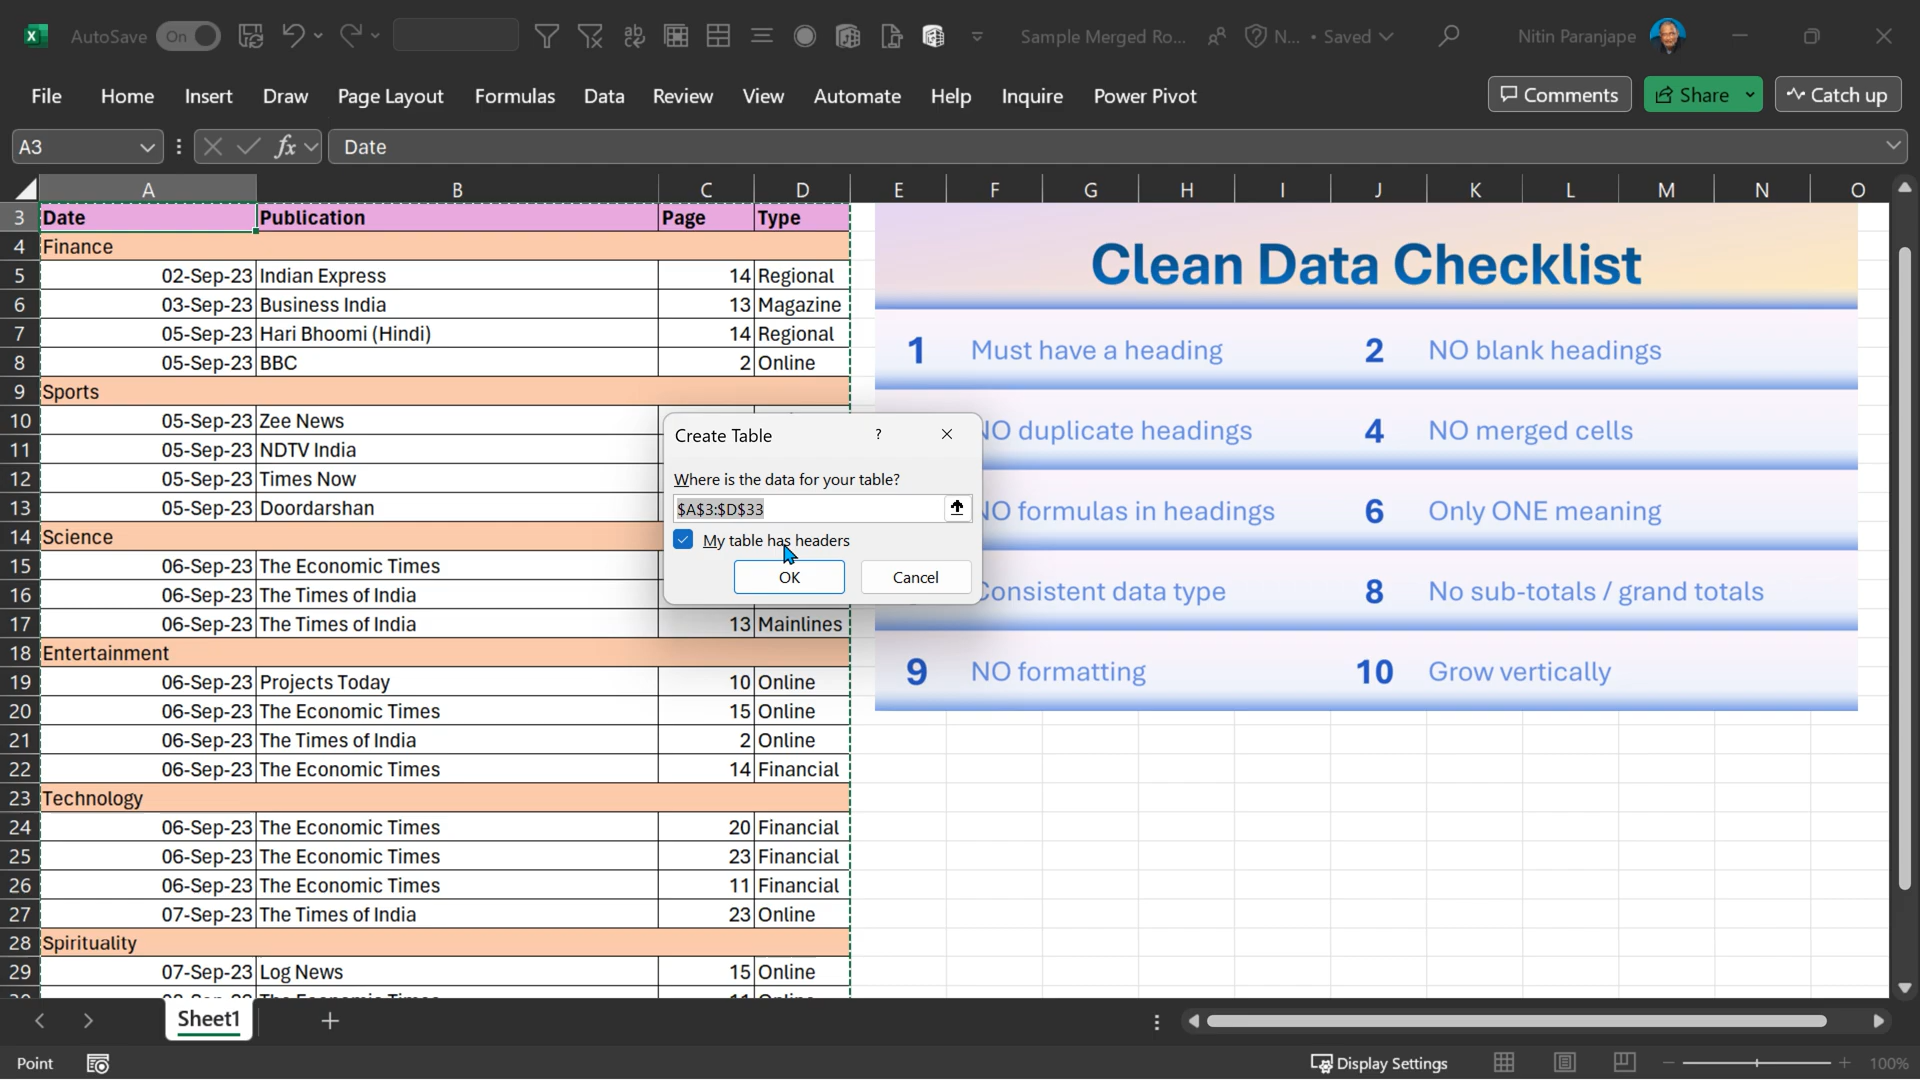 AutoSave On Sample Merged Ro... N... • Saved Nitin Paranjape
File Home Insert Draw Page Layout Formulas Data Review View Automate Help Inquire Power Pivot Comments Share Catch up
A3 fx Date
A B C D E F G H I J K L M N O
3 Date Publication Page Type
4 Finance
5 02-Sep-23 Indian Express 14 Regional
6 03-Sep-23 Business India 13 Magazine
7 05-Sep-23 Hari Bhoomi (Hindi) 14 Regional
8 05-Sep-23 BBC 2 Online
9 Sports
10 05-Sep-23 Zee News
11 05-Sep-23 NDTV India
12 05-Sep-23 Times Now
13 05-Sep-23 Doordarshan
14 Science
15 06-Sep-23 The Economic Times
16 06-Sep-23 The Times of India
17 06-Sep-23 The Times of India 13 Mainlines
18 Entertainment
19 06-Sep-23 Projects Today 10 Online
20 06-Sep-23 The Economic Times 15 Online
21 06-Sep-23 The Times of India 2 Online
22 06-Sep-23 The Economic Times 14 Financial
23 Technology
24 06-Sep-23 The Economic Times 20 Financial
25 06-Sep-23 The Economic Times 23 Financial
26 06-Sep-23 The Economic Times 11 Financial
27 07-Sep-23 The Times of India 23 Online
28 Spirituality
29 07-Sep-23 Log News 15 Online
Create Table ?
Where is the data for your table?
$A$3:$D$33
My table has headers
OK Cancel
Clean Data Checklist
1 Must have a heading 2 NO blank headings
NO duplicate headings 4 NO merged cells
NO formulas in headings 6 Only ONE meaning
Consistent data type 8 No sub-totals / grand totals
9 NO formatting 10 Grow vertically
Sheet1
Point Display Settings 100%